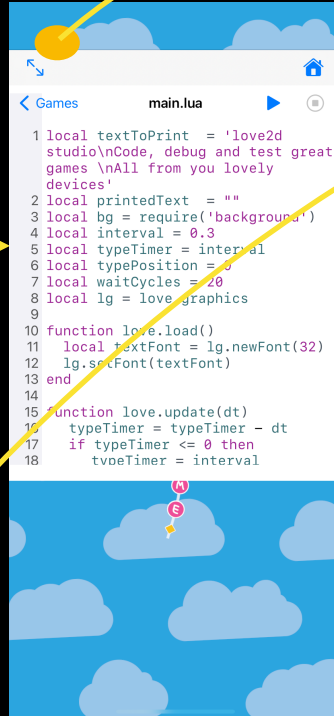 Games main.lua
1 local textToPrint = 'love2d
studio\nCode, debug and test great
games \nAll from you lovely
devices'
2 local printedText = ""
3 local bg = require('background')
4 local interval = 0.3
5 local typeTimer = interval
6 local typePosition = 0
7 local waitCycles = 20
8 local lg = love.graphics
9
10 function love.load()
11 local textFont = lg.newFont(32)
12 lg.setFont(textFont)
13 end
14
15 function love.update(dt)
16 typeTimer = typeTimer - dt
17 if typeTimer <= 0 then
18 typeTimer = interval
M
E